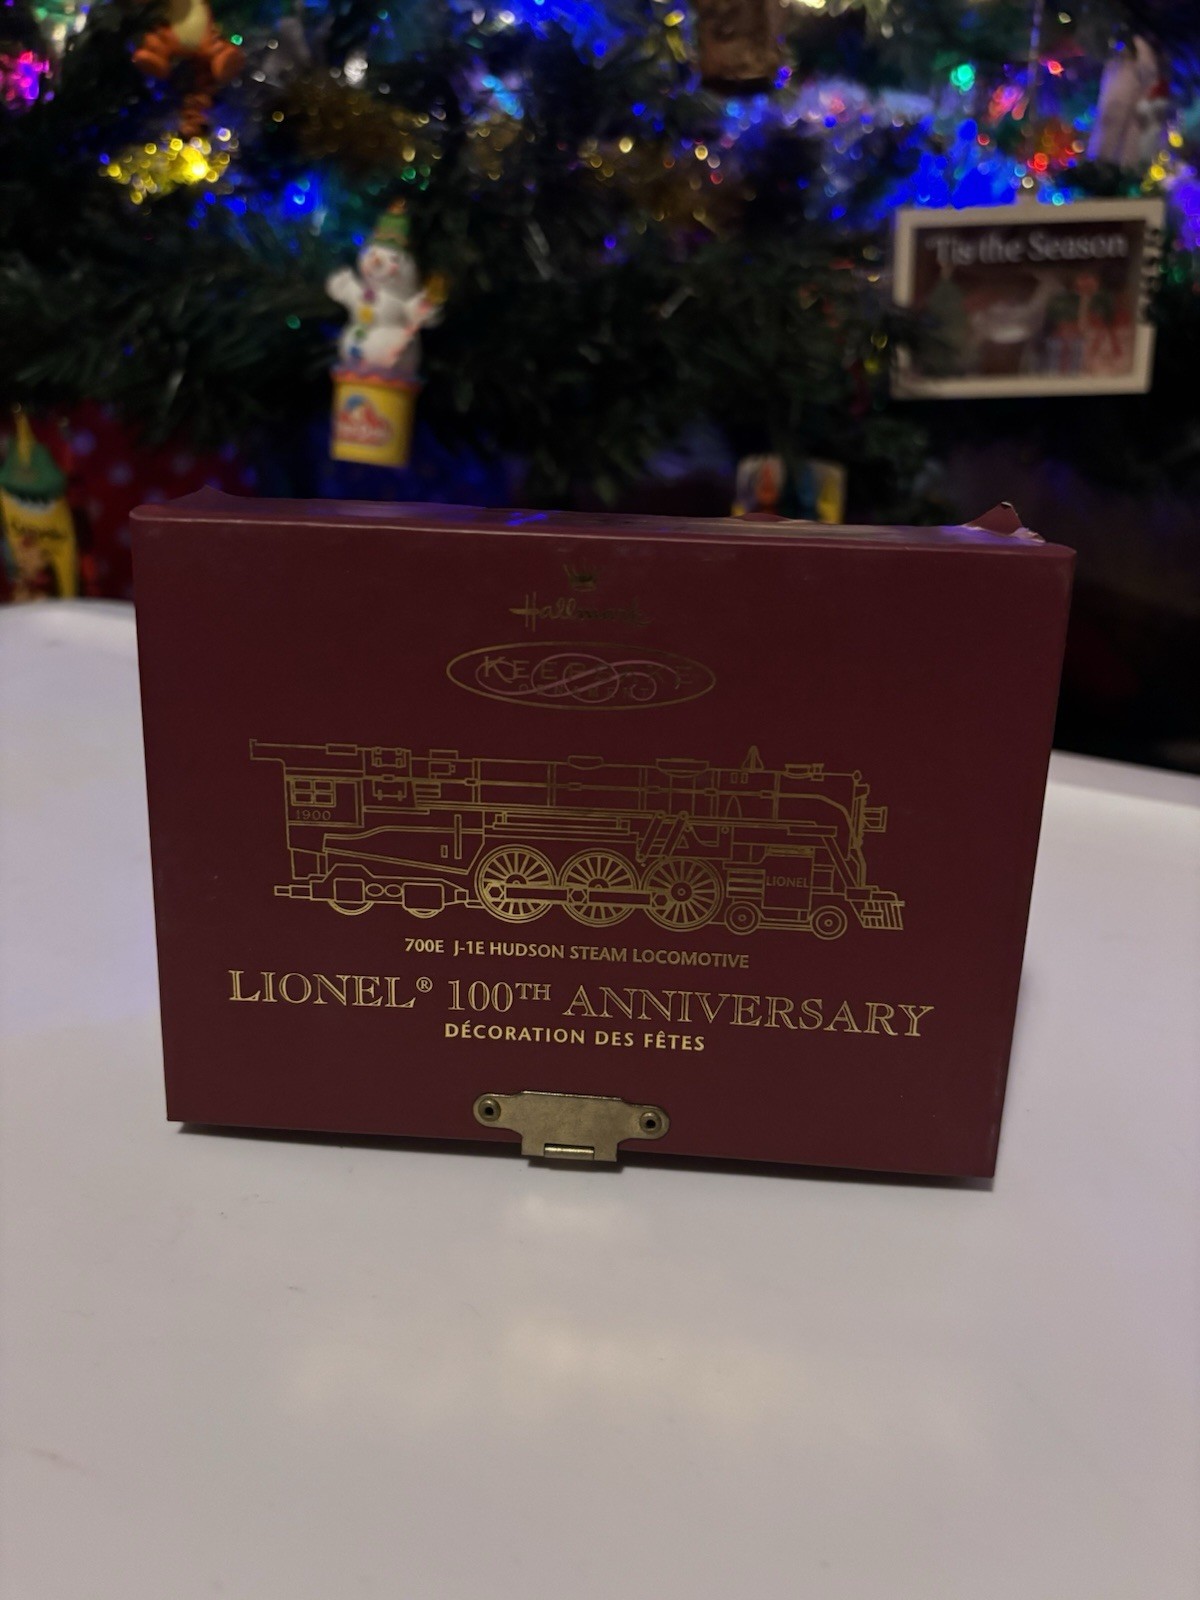 'Tis the Season
Hallmark
KEEPSAKE
1900
LIONEL
700E J-1E HUDSON STEAM LOCOMOTIVE
LIONEL® 100TH ANNIVERSARY
DÉCORATION DES FÊTES